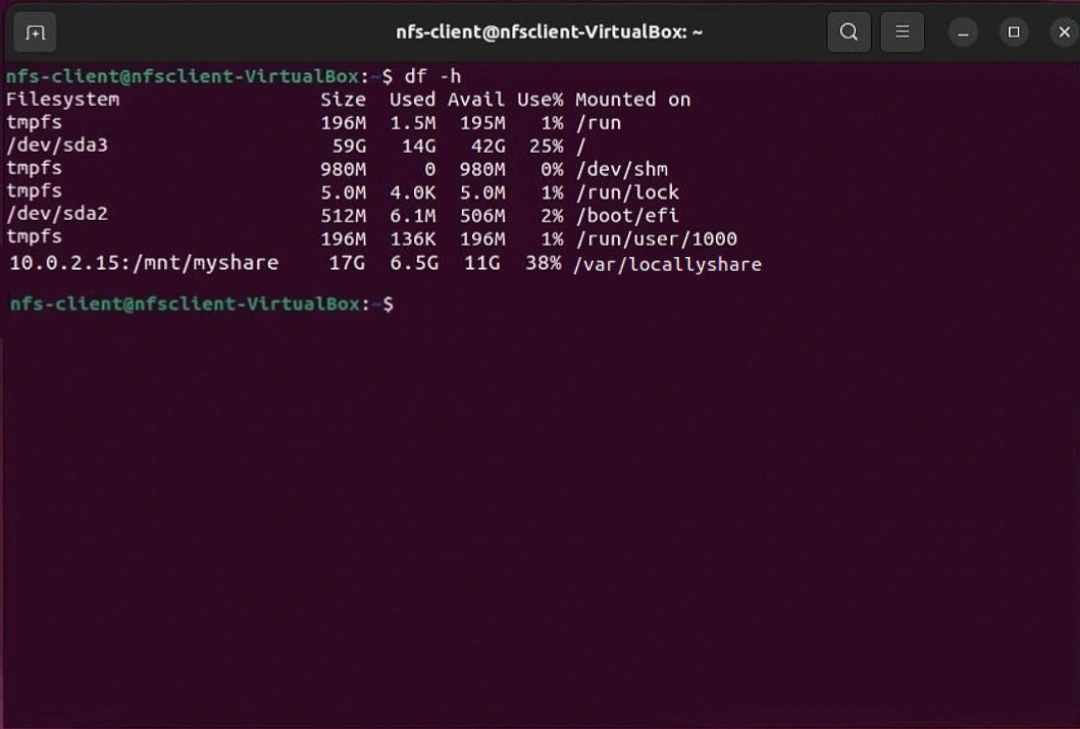 nfs-client@nfsclient-VirtualBox: ~
nfs-client@nfsclient-VirtualBox:~$ df -h
Filesystem Size Used Avail Use% Mounted on
tmpfs 196M 1.5M 195M 1% /run
/dev/sda3 59G 14G 42G 25% /
tmpfs 980M 0 980M 0% /dev/shm
tmpfs 5.0M 4.0K 5.0M 1% /run/lock
/dev/sda2 512M 6.1M 506M 2% /boot/efi
tmpfs 196M 136K 196M 1% /run/user/1000
10.0.2.15:/mnt/myshare 17G 6.5G 11G 38% /var/locallyshare
nfs-client@nfsclient-VirtualBox:~$